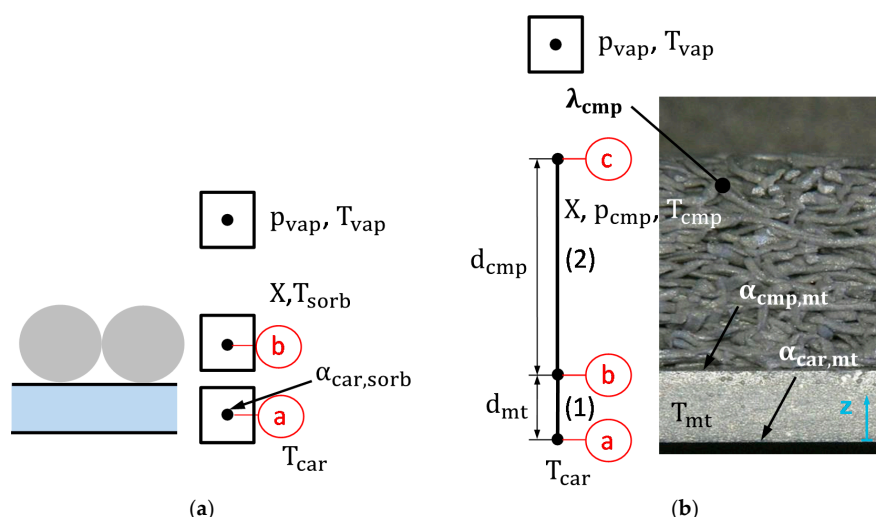 p_vap, T_vap
X,T_sorb
b
α_car,sorb
a
T_car
(a)
p_vap, T_vap
λ_cmp
c
X, p_cmp, T_cmp
d_cmp
(2)
α_cmp,mt
b
α_car,mt
d_mt
(1)
T_mt
z
a
T_car
(b)